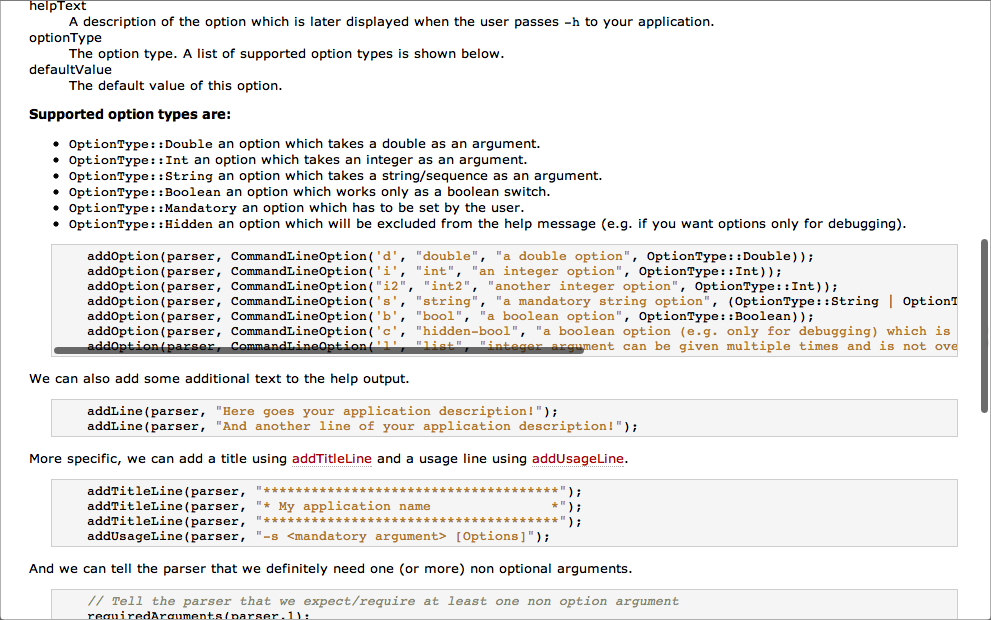 helpText
A description of the option which is later displayed when the user passes -h to your application.
optionType
The option type. A list of supported option types is shown below.
defaultValue
The default value of this option.
Supported option types are:
• OptionType::Double an option which takes a double as an argument.
• OptionType::Int an option which takes an integer as an argument.
• OptionType::String an option which takes a string/sequence as an argument.
• OptionType::Boolean an option which works only as a boolean switch.
• OptionType::Mandatory an option which has to be set by the user.
• OptionType::Hidden an option which will be excluded from the help message (e.g. if you want options only for debugging).
addOption(parser, CommandLineOption('d', "double", "a double option", OptionType::Double));
addOption(parser, CommandLineOption('i', "int", "an integer option", OptionType::Int));
addOption(parser, CommandLineOption("i2", "int2", "another integer option", OptionType::Int));
addOption(parser, CommandLineOption('s', "string", "a mandatory string option", (OptionType::String | OptionT
addOption(parser, CommandLineOption('b', "bool", "a boolean option", OptionType::Boolean));
addOption(parser, CommandLineOption('c', "hidden-bool", "a boolean option (e.g. only for debugging) which is
addOption(parser, CommandLineOption('l', "list", "integer argument can be given multiple times and is not ove
We can also add some additional text to the help output.
addLine(parser, "Here goes your application description!");
addLine(parser, "And another line of your application description!");
More specific, we can add a title using addTitleLine and a usage line using addUsageLine.
addTitleLine(parser, "*************************************");
addTitleLine(parser, "* My application name               *");
addTitleLine(parser, "*************************************");
addUsageLine(parser, "-s <mandatory argument> [Options]");
And we can tell the parser that we definitely need one (or more) non optional arguments.
// Tell the parser that we expect/require at least one non option argument
requiredArguments(parser,1);